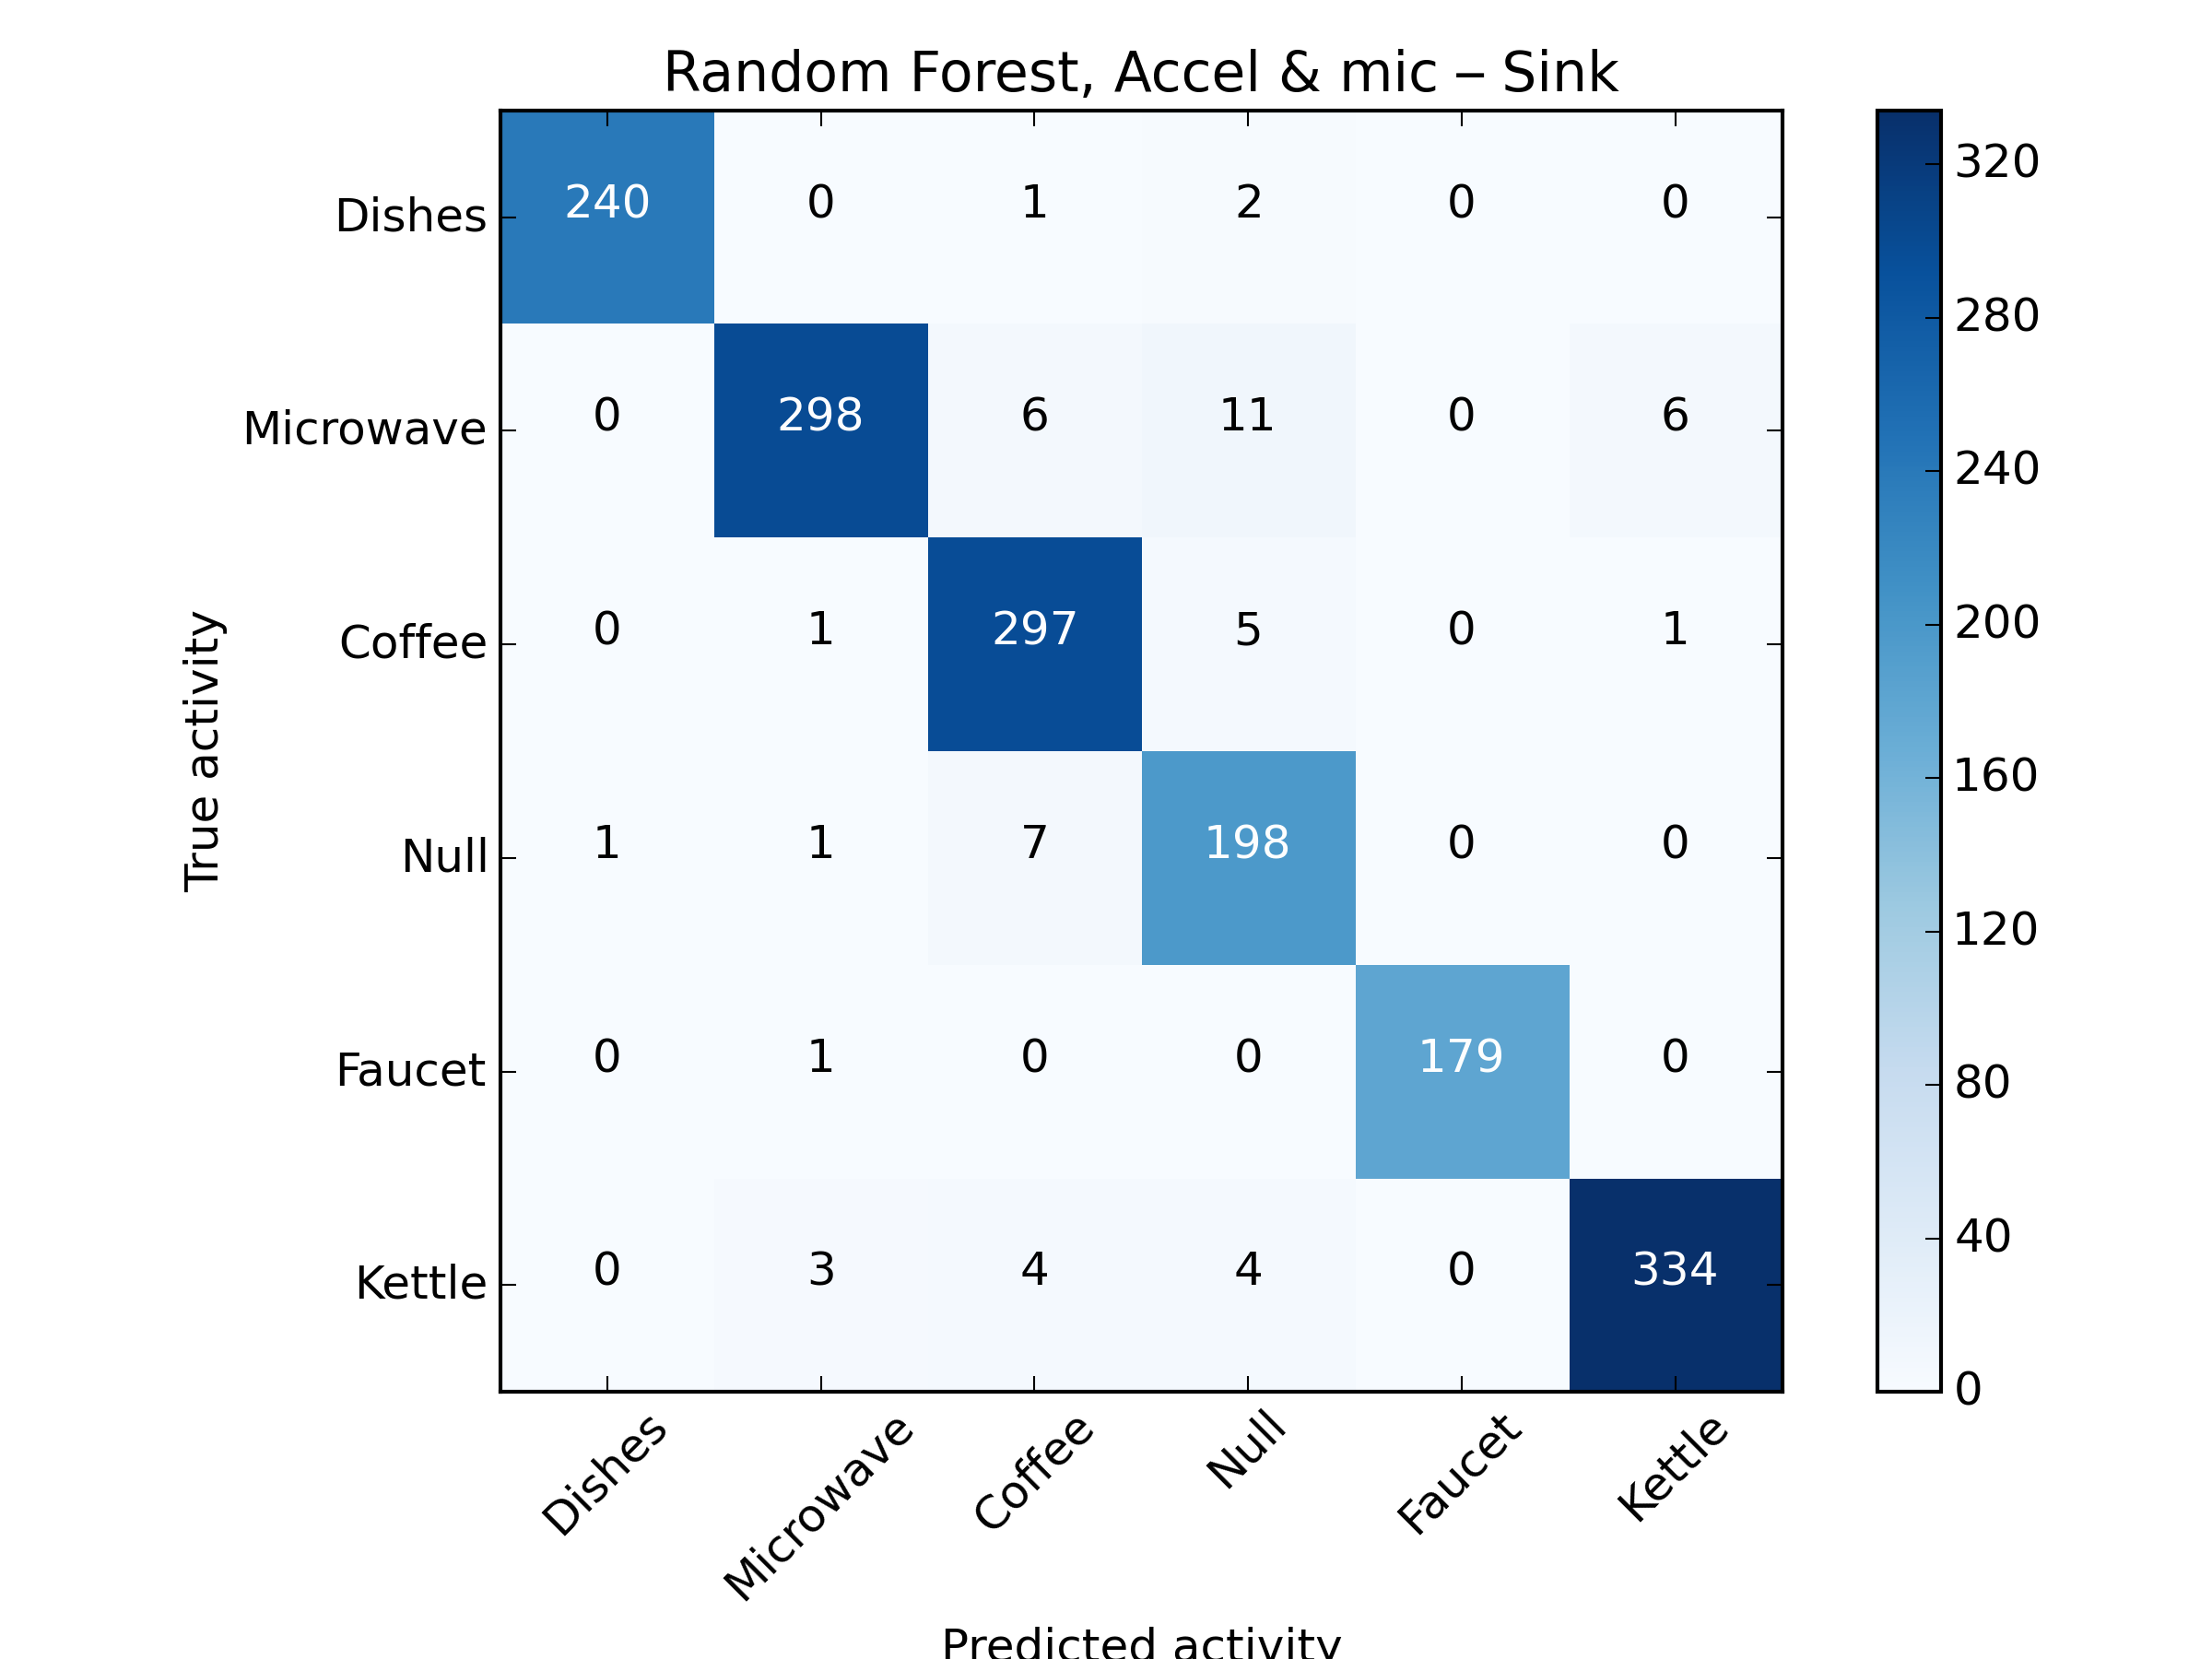 Random Forest, Accel & mic – Sink
True activity
Dishes 240 0 1 2 0 0
Microwave 0 298 6 11 0 6
Coffee 0 1 297 5 0 1
Null 1 1 7 198 0 0
Faucet 0 1 0 0 179 0
Kettle 0 3 4 4 0 334
Dishes Microwave Coffee Null Faucet Kettle
Predicted activity
320
280
240
200
160
120
80
40
0